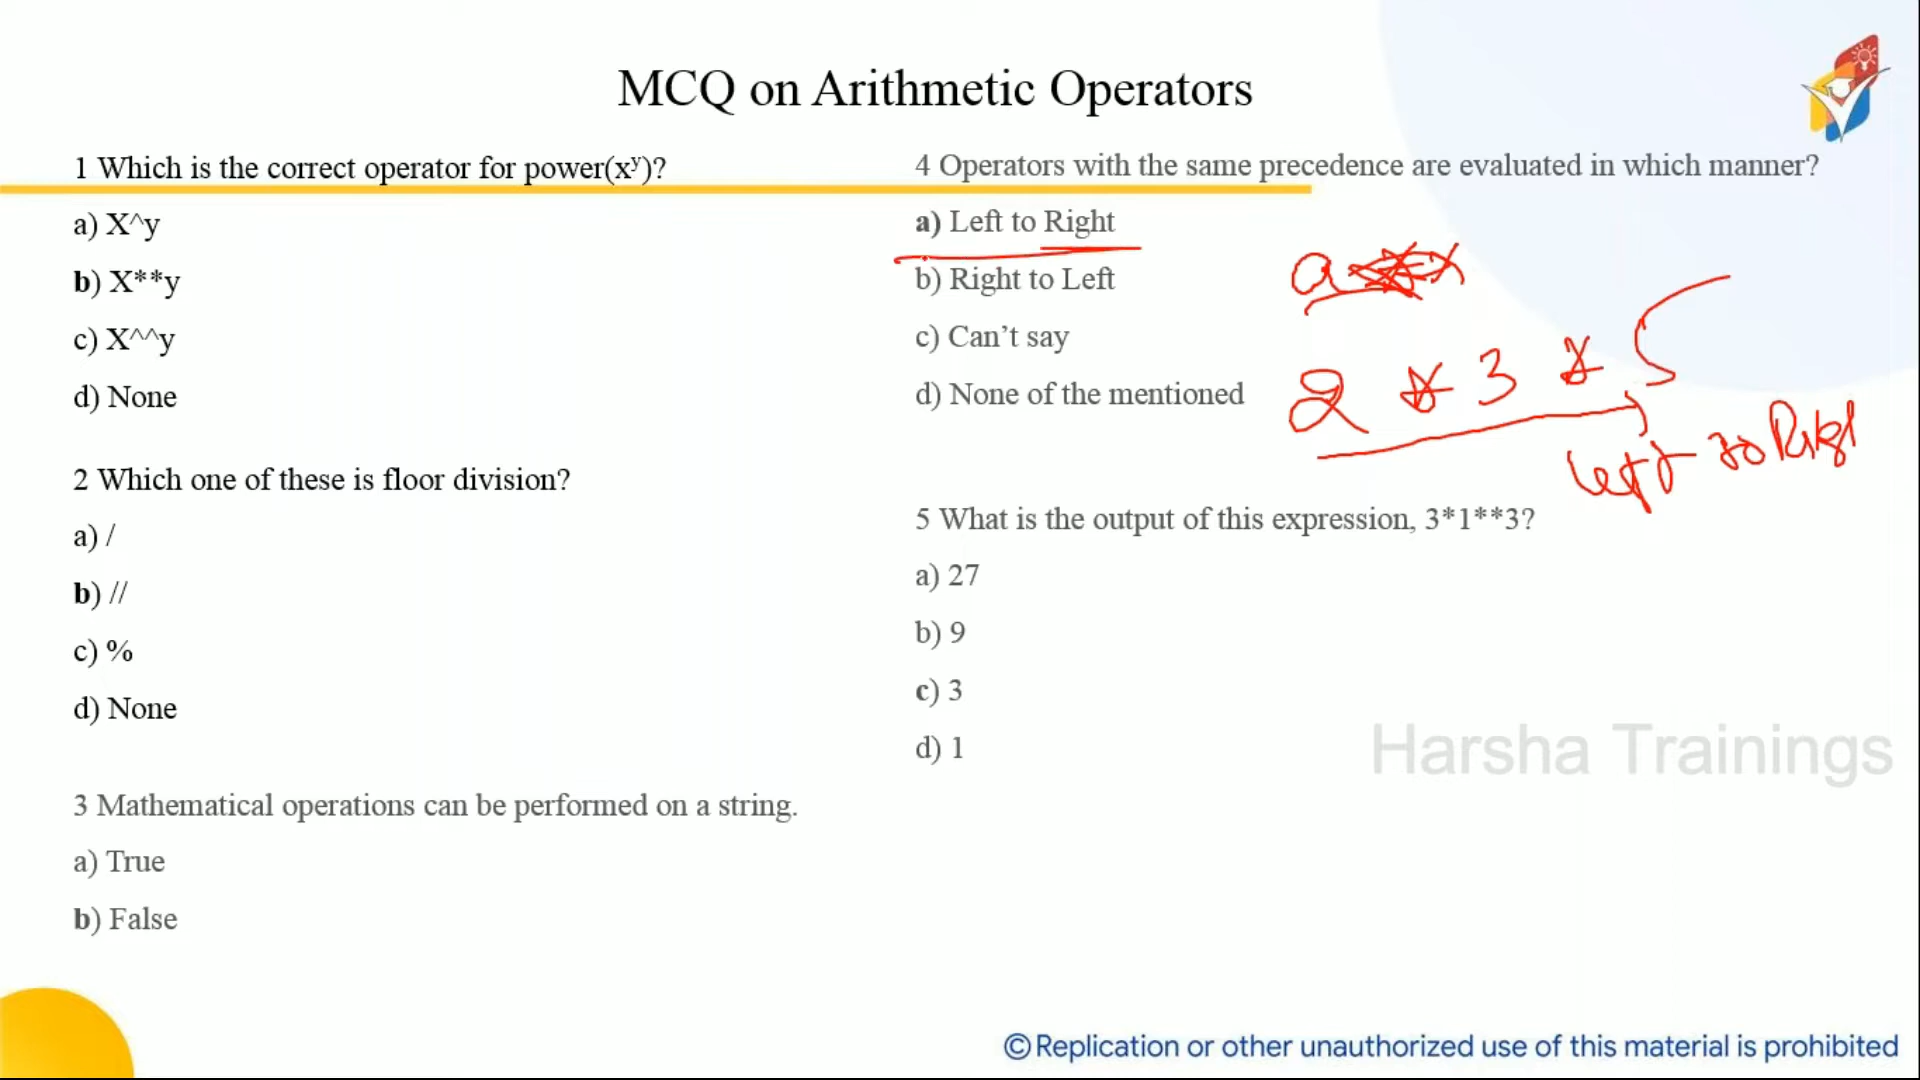 MCQ on Arithmetic Operators
1 Which is the correct operator for power(xʸ)?
a) X^y
b) X**y
c) X^^y
d) None
2 Which one of these is floor division?
a) /
b) //
c) %
d) None
3 Mathematical operations can be performed on a string.
a) True
b) False
4 Operators with the same precedence are evaluated in which manner?
a) Left to Right
b) Right to Left
c) Can’t say
d) None of the mentioned
a
2 * 3 * 5
left to Right
5 What is the output of this expression, 3*1**3?
a) 27
b) 9
c) 3
d) 1
Harsha Trainings
©Replication or other unauthorized use of this material is prohibited